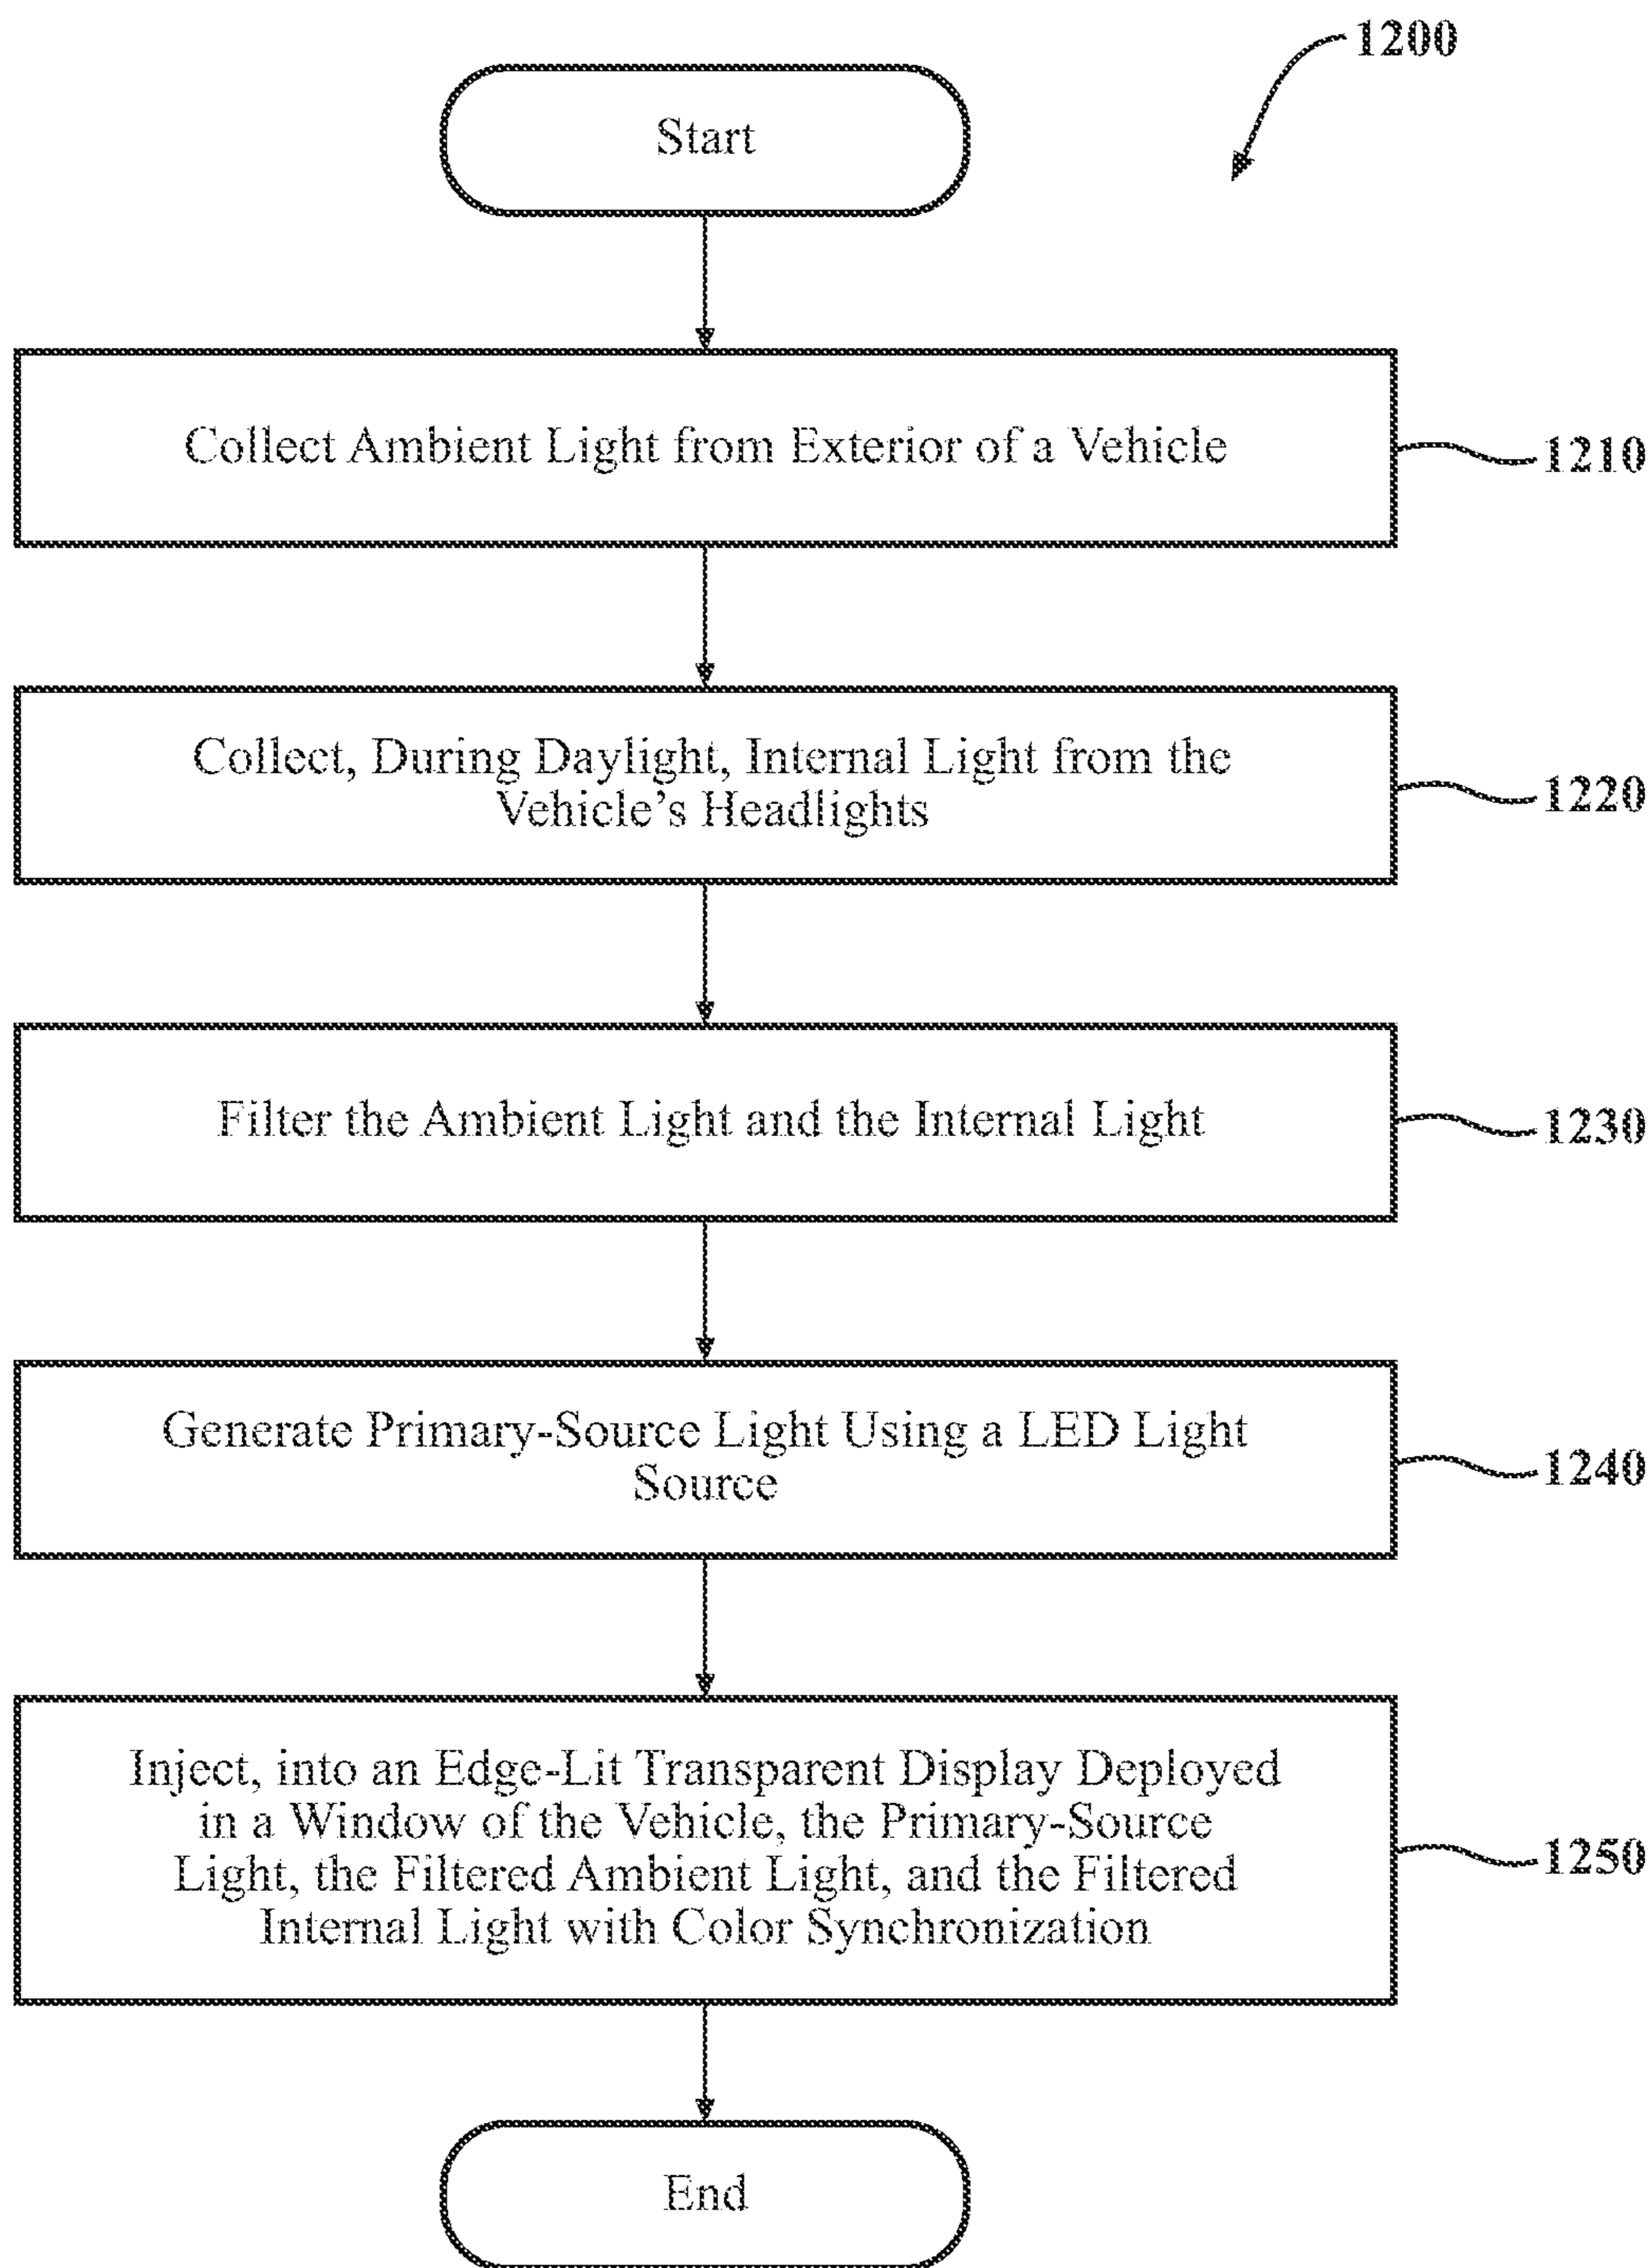 1200
Start
Collect Ambient Light from Exterior of a Vehicle
1210
Collect, During Daylight, Internal Light from the
Vehicle's Headlights
1220
Filter the Ambient Light and the Internal Light
1230
Generate Primary-Source Light Using a LED Light
Source
1240
Inject, into an Edge-Lit Transparent Display Deployed
in a Window of the Vehicle, the Primary-Source
Light, the Filtered Ambient Light, and the Filtered
Internal Light with Color Synchronization
1250
End